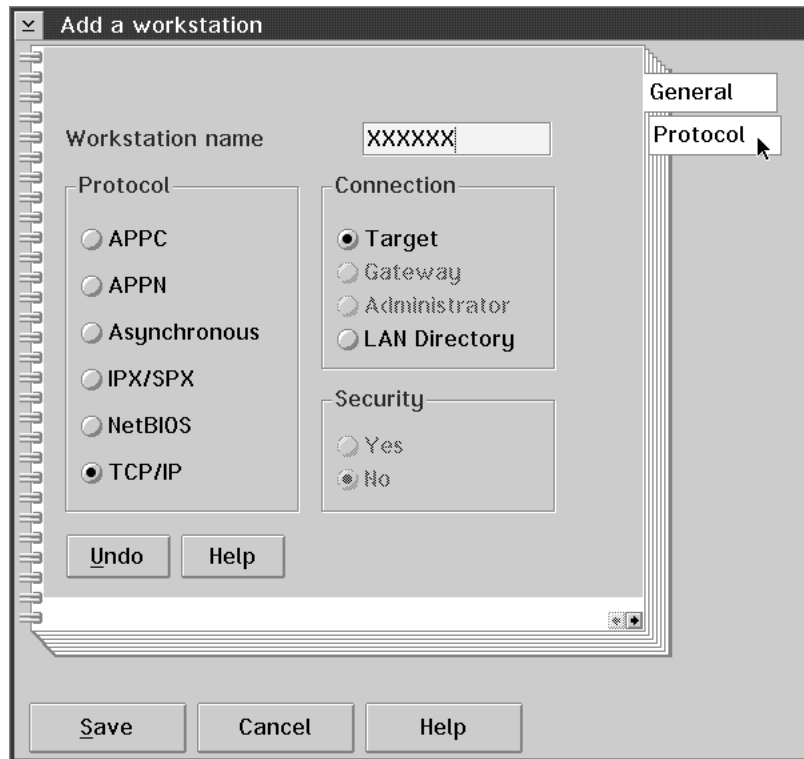 Add a workstation
General
Protocol
Workstation name XXXXXX
Protocol
APPC
APPN
Asynchronous
IPX/SPX
NetBIOS
TCP/IP
Connection
Target
Gateway
Administrator
LAN Directory
Security
Yes
No
Undo Help
Save Cancel Help